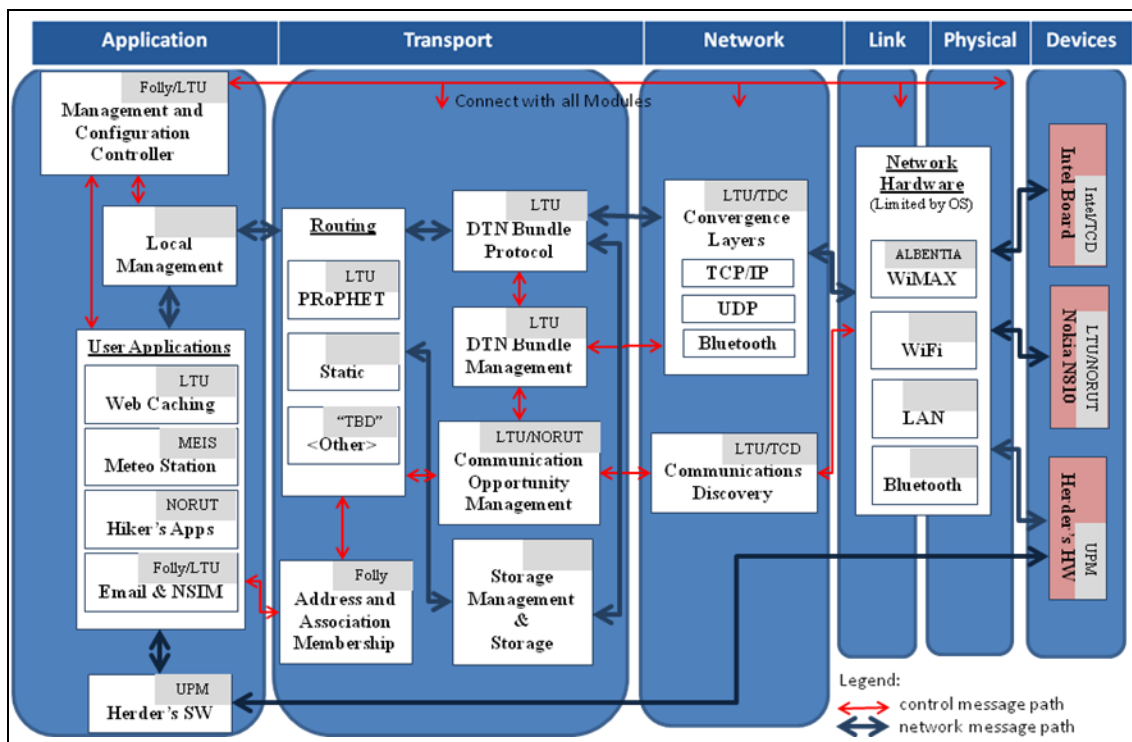 Application
Transport
Network
Link
Physical
Devices
Folly/LTU
Management and
Configuration
Controller
Connect with all Modules
Local
Management
User Applications
LTU
Web Caching
MEIS
Meteo Station
NORUT
Hiker's Apps
Folly/LTU
Email & NSIM
UPM
Herder's SW
Routing
LTU
PRoPHET
Static
“TBD”
<Other>
Folly
Address and
Association
Membership
LTU
DTN Bundle
Protocol
LTU
DTN Bundle
Management
LTU/NORUT
Communication
Opportunity
Management
Storage
Management
&
Storage
LTU/TDC
Convergence
Layers
TCP/IP
UDP
Bluetooth
LTU/TCD
Communications
Discovery
Network
Hardware
(Limited by OS)
ALBENTIA
WiMAX
WiFi
LAN
Bluetooth
Intel Board
Intel/TCD
Nokia N810
LTU/NORUT
Herder's HW
UPM
Legend:
control message path
network message path